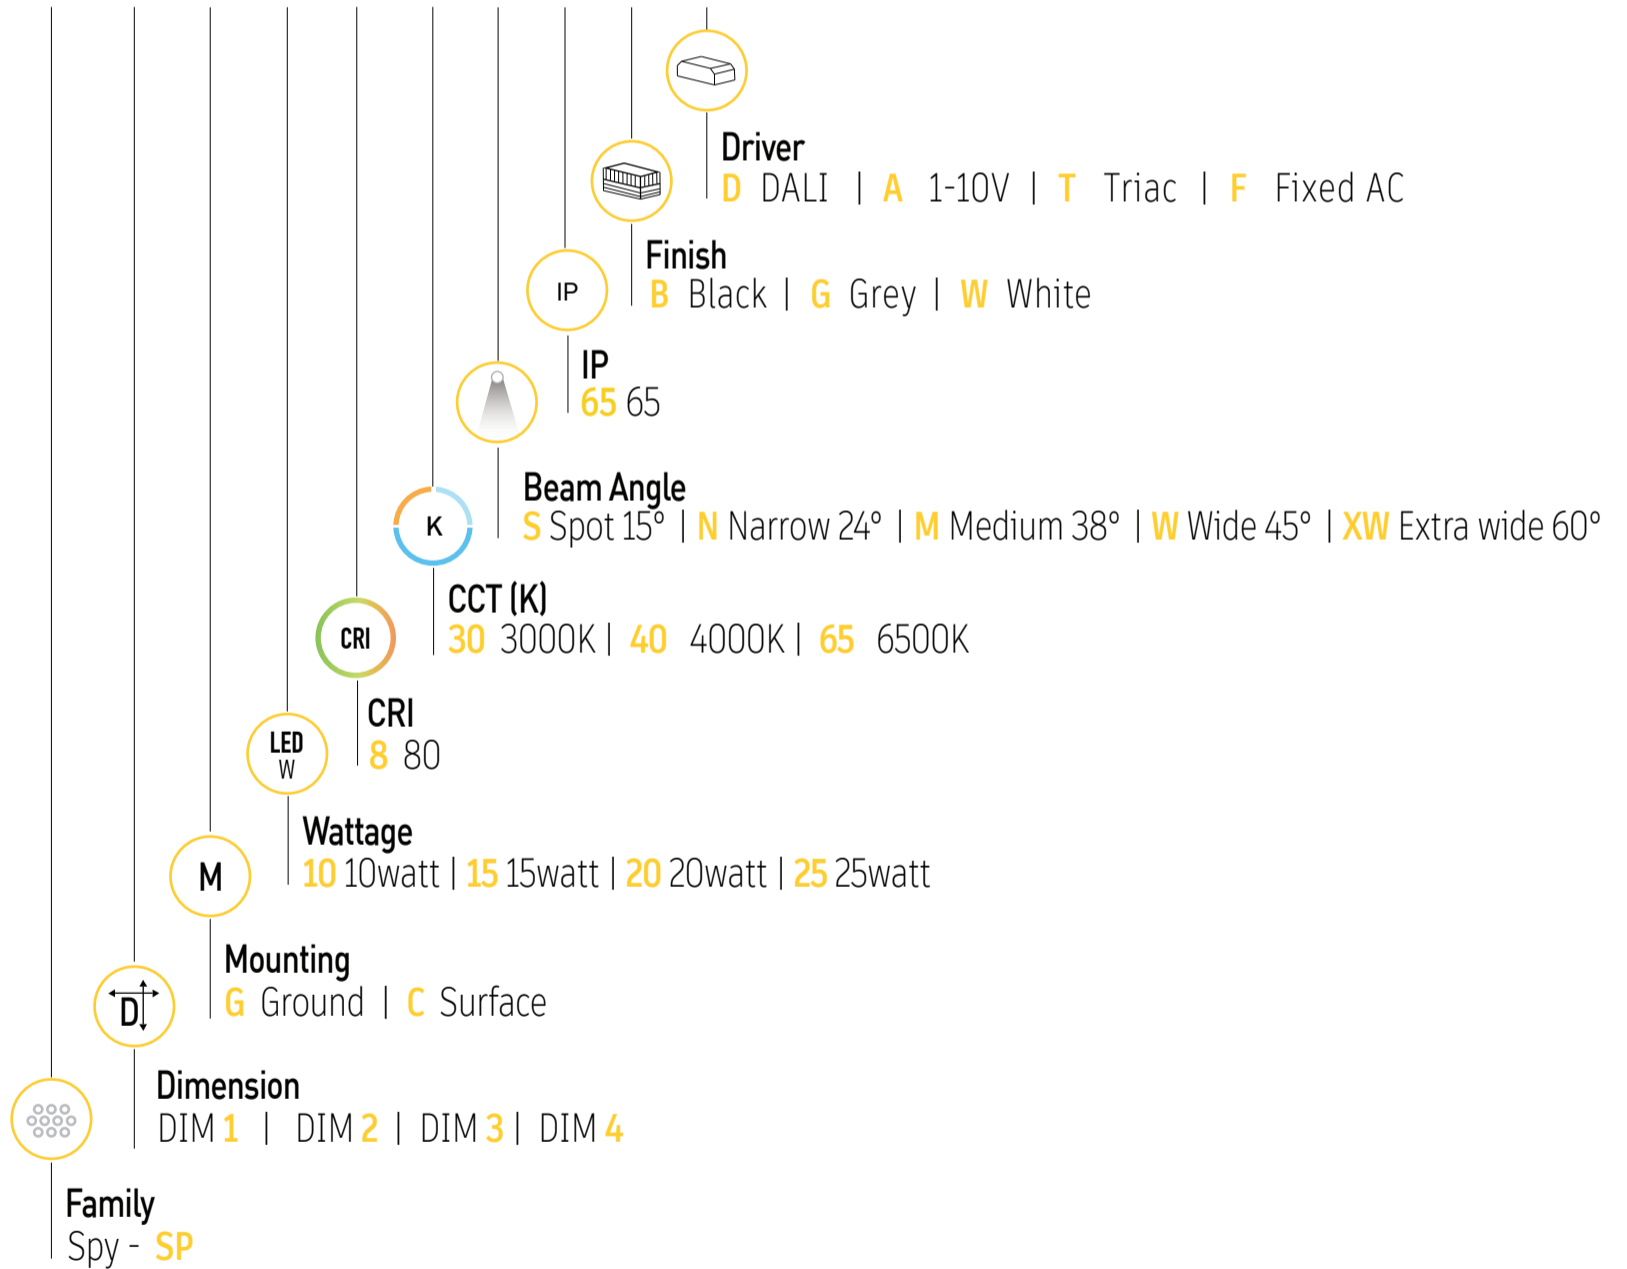 Driver
D DALI | A 1-10V | T Triac | F Fixed AC
Finish
B Black | G Grey | W White
IP
IP
65 65
Beam Angle
S Spot 15° | N Narrow 24° | M Medium 38° | W Wide 45° | XW Extra wide 60°
K
CCT (K)
30 3000K | 40 4000K | 65 6500K
CRI
CRI
8 80
LED
W
Wattage
10 10watt | 15 15watt | 20 20watt | 25 25watt
M
Mounting
G Ground | C Surface
D
Dimension
DIM 1 | DIM 2 | DIM 3 | DIM 4
Family
Spy - SP